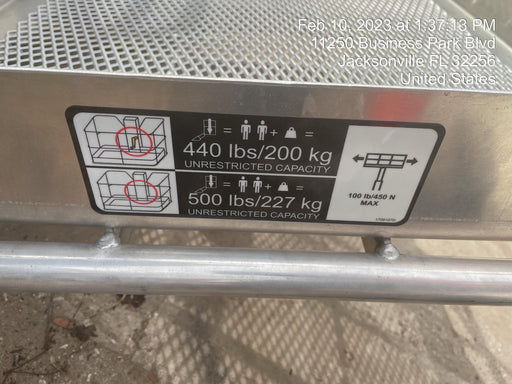 Feb 10, 2023 at 1:37:13 PM
11250 Business Park Blvd
Jacksonville FL 32256
United States
= + =
440 lbs/200 kg
UNRESTRICTED CAPACITY
= + =
500 lbs/227 kg
UNRESTRICTED CAPACITY
100 lb/450 N
MAX